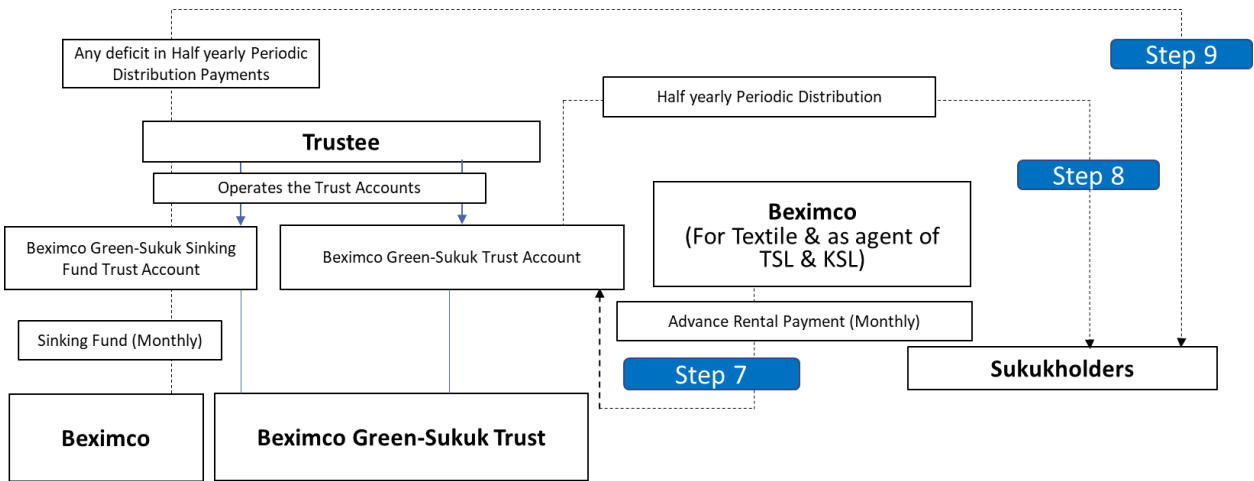 Any deficit in Half yearly Periodic
Distribution Payments
Step 9
Half yearly Periodic Distribution
Trustee
Step 8
Operates the Trust Accounts
Beximco
(For Textile & as agent of
TSL & KSL)
Beximco Green-Sukuk Sinking
Fund Trust Account
Beximco Green-Sukuk Trust Account
Advance Rental Payment (Monthly)
Sinking Fund (Monthly)
Step 7
Sukukholders
Beximco
Beximco Green-Sukuk Trust